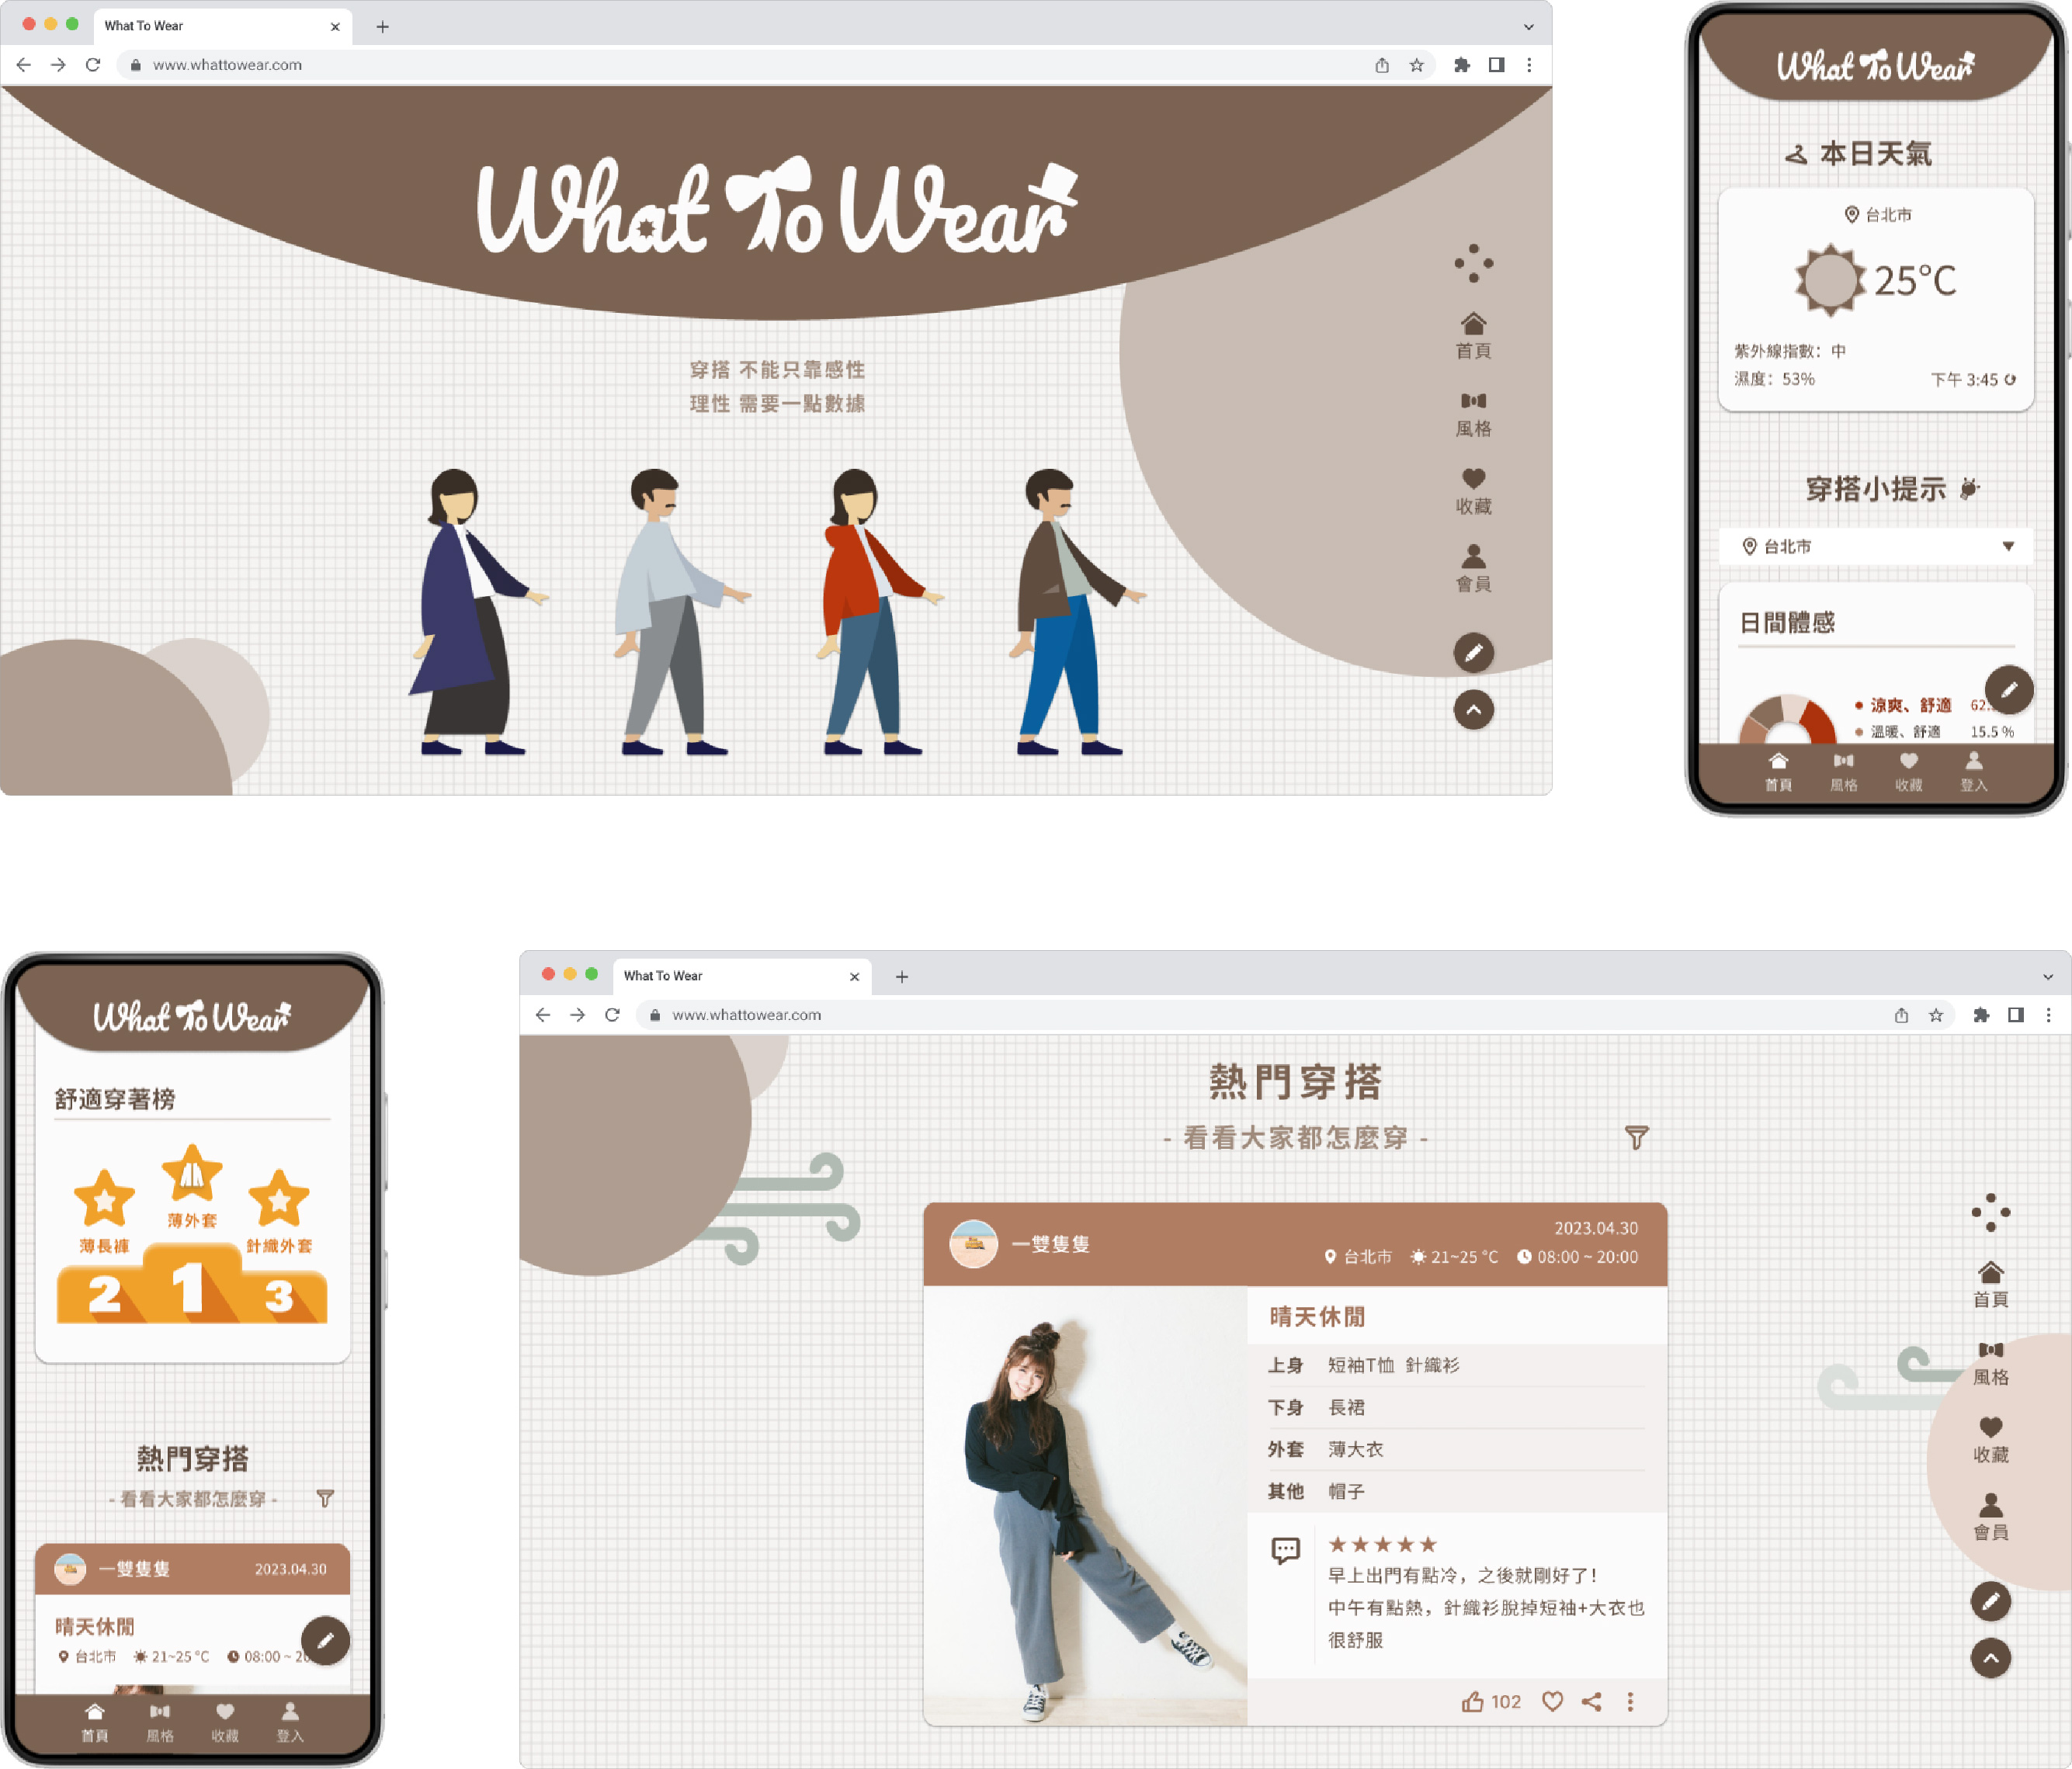 What To Wear
www.whattowear.com
What To Wear
穿搭 不能只靠感性
理性 需要一點數據
首頁
風格
收藏
會員
What To Wear
本日天氣
台北市
25°C
紫外線指數：中
濕度：53%
下午 3:45
穿搭小提示
台北市
日間體感
涼爽、舒適 62.
溫暖、舒適 15.5 %
首頁 風格 收藏 登入
What To Wear
舒適穿著榜
薄外套
薄長褲
針織外套
2 1 3
熱門穿搭
- 看看大家都怎麼穿 -
一雙隻隻 2023.04.30
晴天休閒
台北市 21~25 °C 08:00 ~ 20
首頁 風格 收藏 登入
What To Wear
www.whattowear.com
熱門穿搭
- 看看大家都怎麼穿 -
一雙隻隻
2023.04.30
台北市 21~25 °C 08:00 ~ 20:00
晴天休閒
上身 短袖T恤 針織衫
下身 長裙
外套 薄大衣
其他 帽子
早上出門有點冷，之後就剛好了！
中午有點熱，針織衫脫掉短袖+大衣也
很舒服
102
首頁
風格
收藏
會員